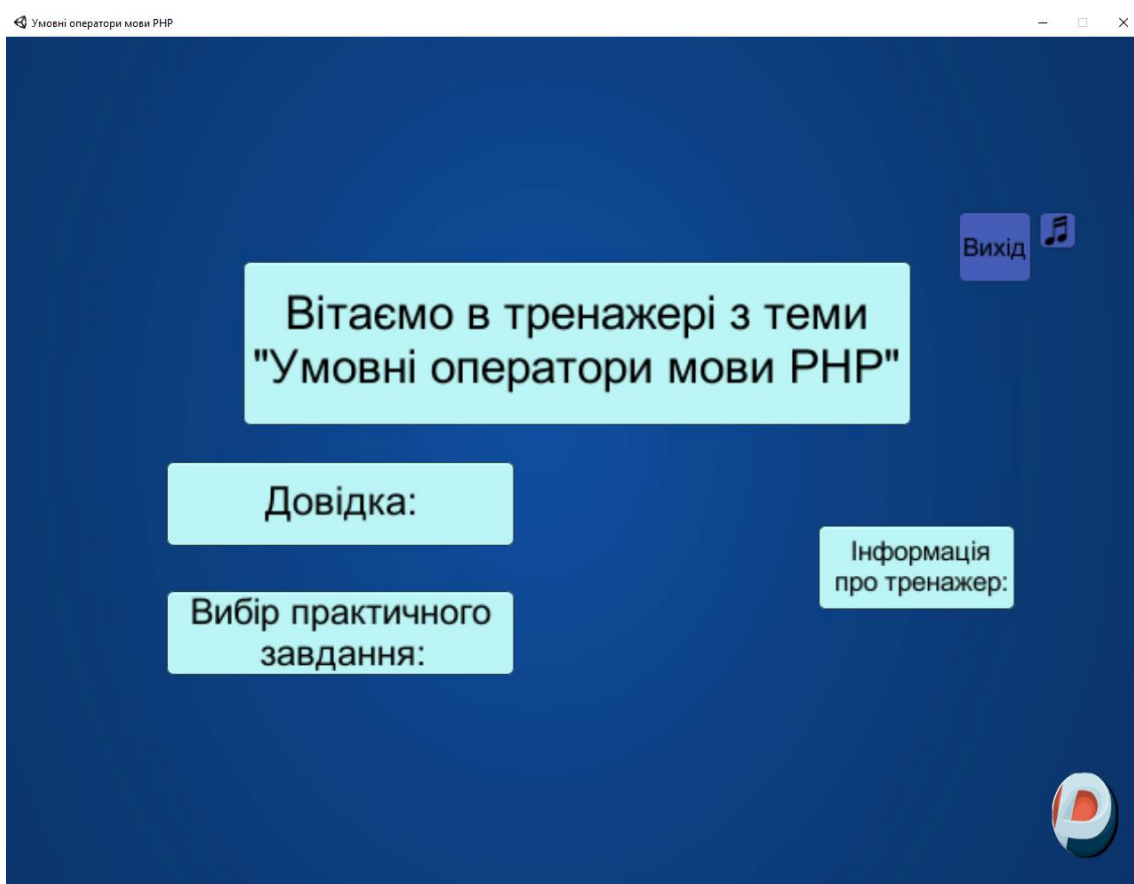 Умовні оператори мови PHP
Вихід
Вітаємо в тренажері з теми
"Умовні оператори мови PHP"
Довідка:
Інформація
про тренажер:
Вибір практичного
завдання: